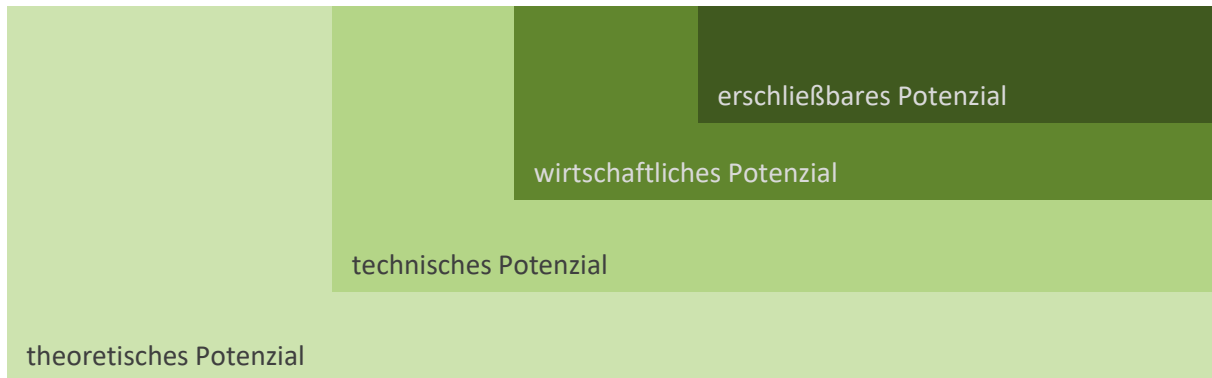 erschließbares Potenzial
wirtschaftliches Potenzial
technisches Potenzial
theoretisches Potenzial